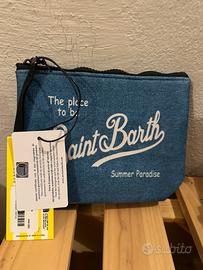 The place
to be
Saint Barth
Summer Paradise
subito